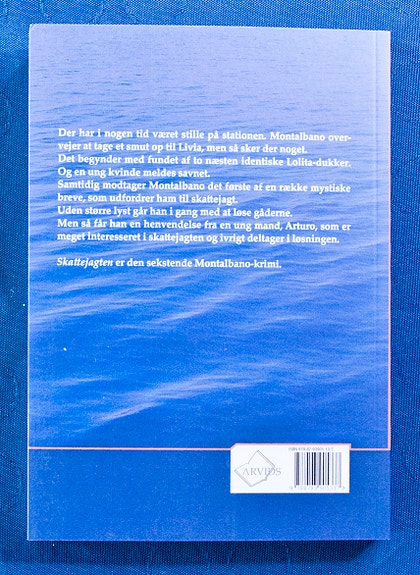 Der har i nogen tid været stille på stationen. Montalbano over-
vejer at tage et smut op til Livia, men så sker der noget.
Det begynder med fundet af to næsten identiske Lolita-dukker.
Og en ung kvinde meldes savnet.
Samtidig modtager Montalbano det første af en række mystiske
breve, som udfordrer ham til skattejagt.
Uden større lyst går han i gang med at løse gåderne.
Men så får han en henvendelse fra en ung mand, Arturo, som er
meget interesseret i skattejagten og ivrigt deltager i løsningen.
Skattejagten er den sekstende Montalbano-krimi.
ARVIDS